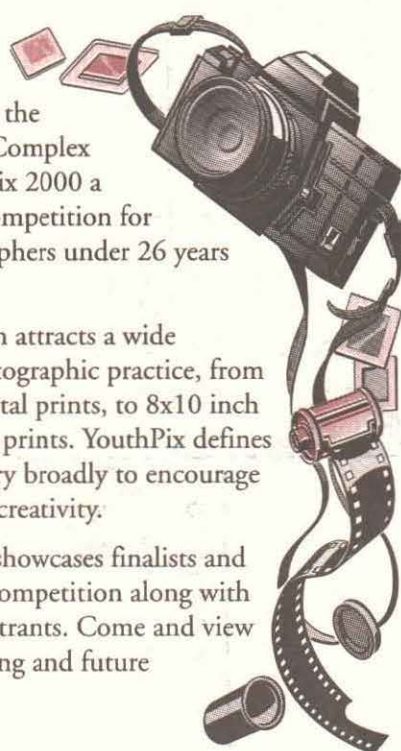 the
Complex
ix 2000 a
ompetition for
phers under 26 years
n attracts a wide
tographic practice, from
tal prints, to 8x10 inch
prints. YouthPix defines
ry broadly to encourage
creativity.
showcases finalists and
ompetition along with
trants. Come and view
ng and future